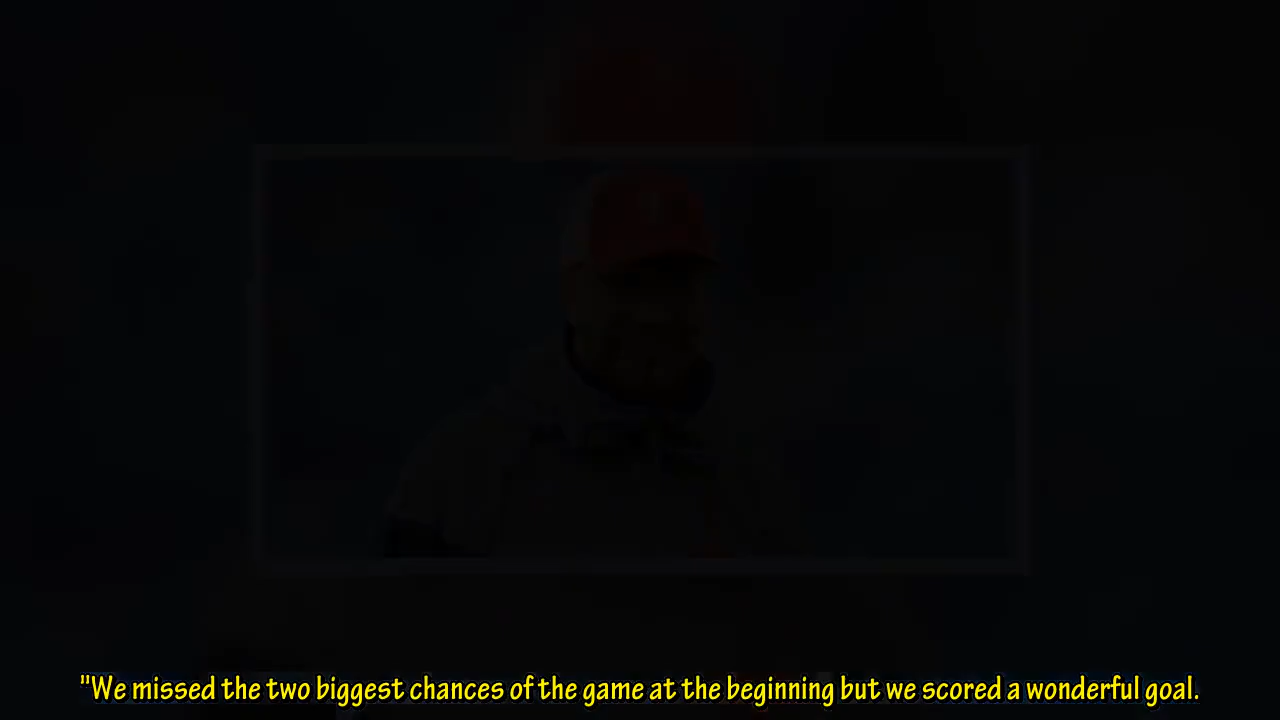 "We missed the two biggest chances of the game at the beginning but we scored a wonderful goal.